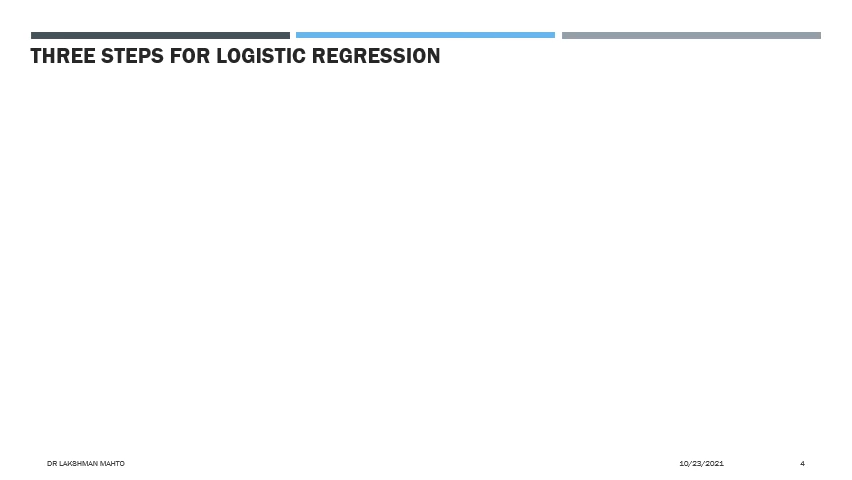 THREE STEPS FOR LOGISTIC REGRESSION
DR LAKSHMAN MAHTO
10/23/2021
4